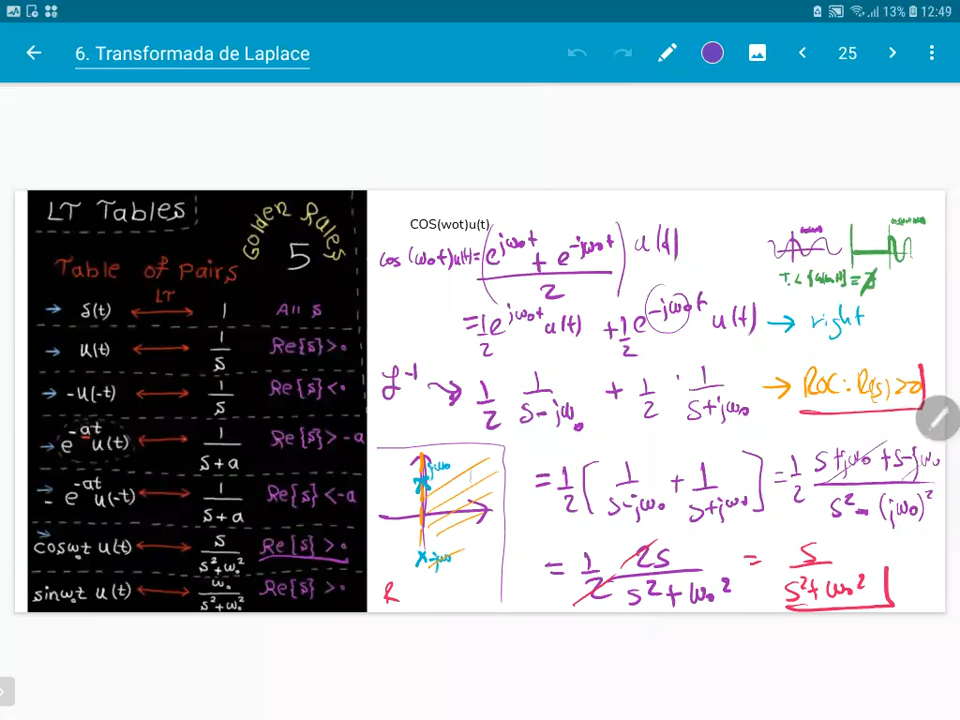 13% 12:49
6. Transformada de Laplace
25
LT Tables
Golden Rules
5
Table of Pairs
LT
δ(t) ⟷ 1 All s
u(t) ⟷ 1/s Re{s}>0
-u(-t) ⟷ 1/s Re{s}<0
e^-at u(t) ⟷ 1/(s+a) Re{s}>-a
-e^-at u(-t) ⟷ 1/(s+a) Re{s}<-a
cosω₀t u(t) ⟷ s/(s²+ω₀²) Re{s}>0
sinω₀t u(t) ⟷ ω₀/(s²+ω₀²) Re{s}>0
COS(wot)u(t)
cos(ω₀t)u(t)=((e^jω₀t + e^-jω₀t)/2) u(t)
=1/2 e^jω₀t u(t) + 1/2 e^-jω₀t u(t) → right
ℒ^-1 → 1/2 · 1/(s-jω₀) + 1/2 · 1/(s+jω₀) → ROC: R(s)>0
=1/2 [1/(s-jω₀) + 1/(s+jω₀)] = 1/2 (s+jω₀+s-jω₀)/(s²-(jω₀)²)
= 1/2 2s/(s²+ω₀²) = s/(s²+ω₀²)
jω₀
-jω₀
R